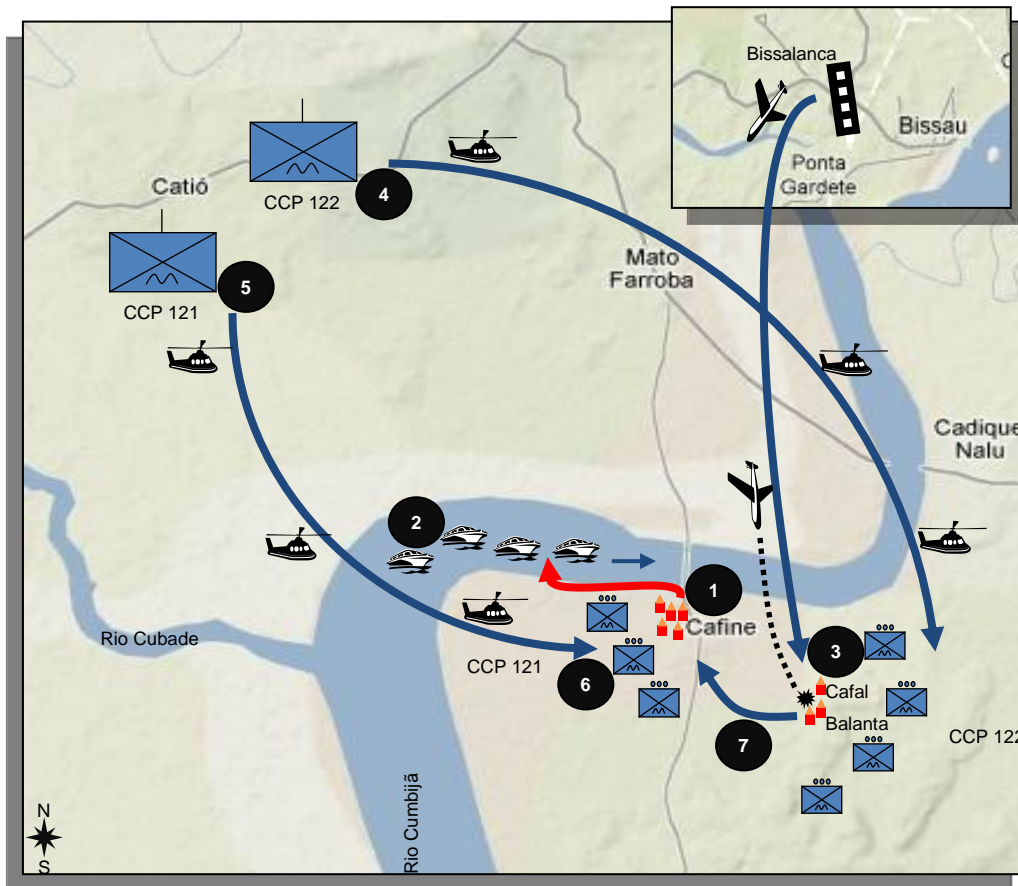 Bissalanca
Bissau
Ponta
Gardete
Catió
4
CCP 122
5
CCP 121
Mato
Farroba
Cadique
Nalu
2
1
Cafine
Rio Cubade
CCP 121
6
3
Cafal
Balanta
7
CCP 122
Rio Cumbijã
N
S